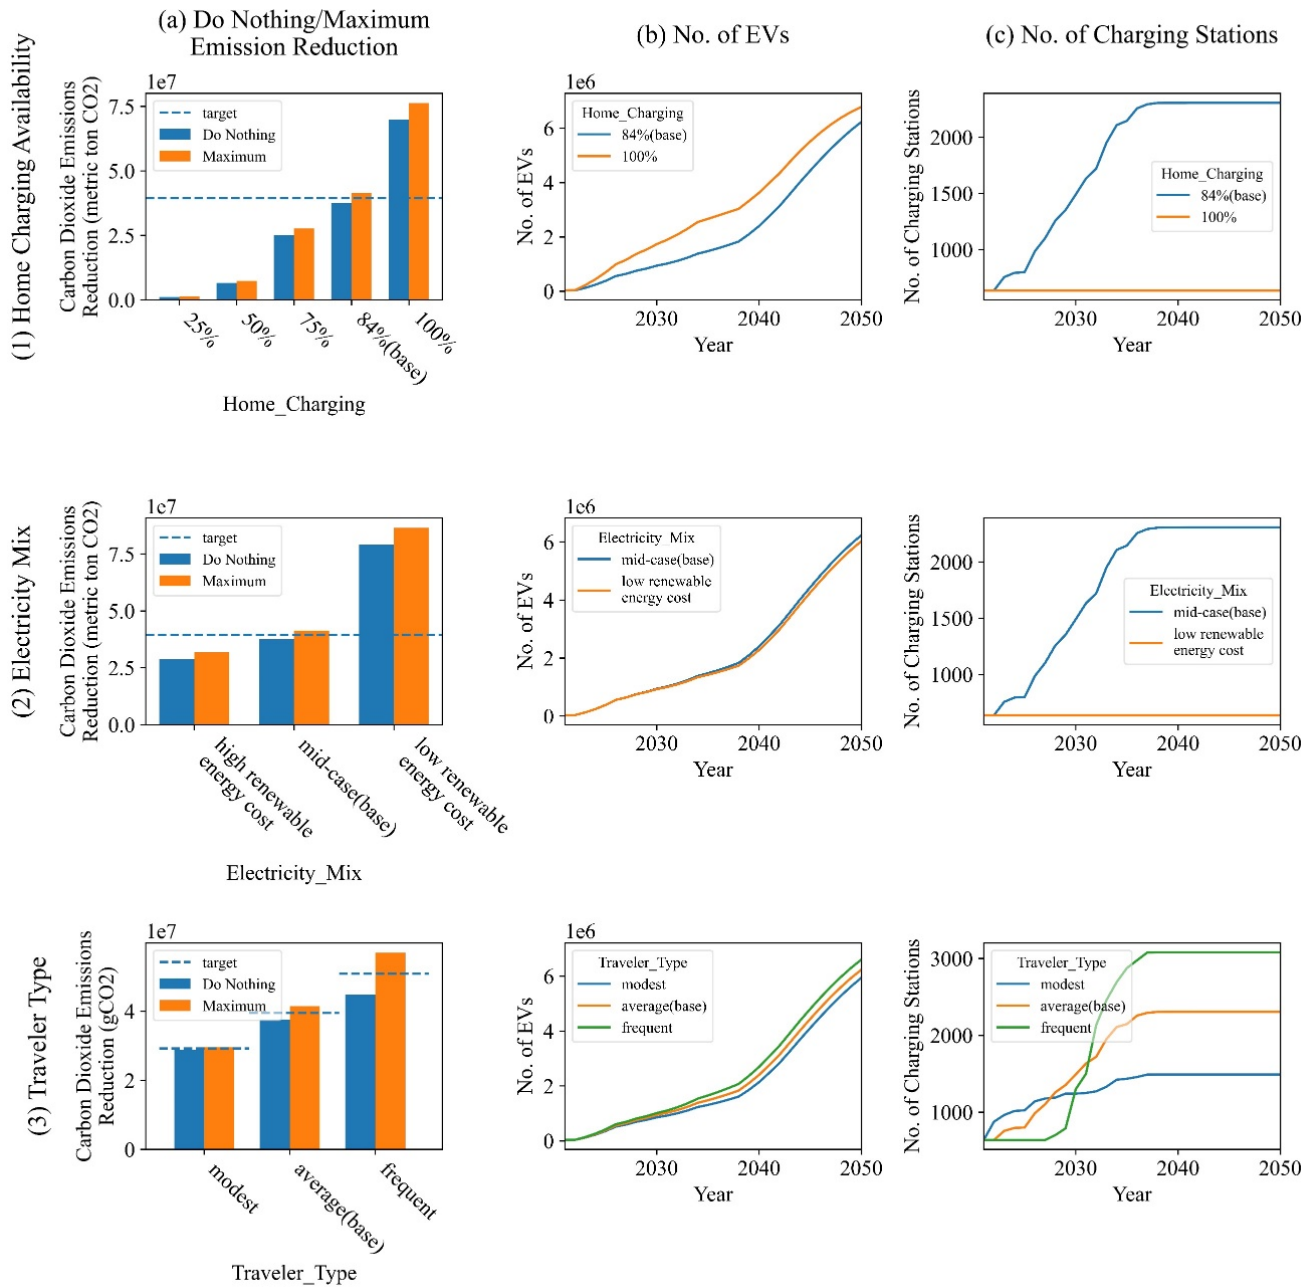 (a) Do Nothing/Maximum
Emission Reduction
(b) No. of EVs
(c) No. of Charging Stations
(1) Home Charging Availability
1e7
Carbon Dioxide Emissions
Reduction (metric ton CO2)
7.5
5.0
2.5
0.0
target
Do Nothing
Maximum
25%
50%
75%
84%(base)
100%
Home_Charging
1e6
No. of EVs
6
4
2
0
Home_Charging
84%(base)
100%
2030
2040
2050
Year
No. of Charging Stations
2000
1500
1000
Home_Charging
84%(base)
100%
2030
2040
2050
Year
(2) Electricity Mix
1e7
Carbon Dioxide Emissions
Reduction (metric ton CO2)
7.5
5.0
2.5
0.0
target
Do Nothing
Maximum
high renewable
energy cost
mid-case(base)
low renewable
energy cost
Electricity_Mix
1e6
No. of EVs
6
4
2
0
Electricity_Mix
mid-case(base)
low renewable
energy cost
2030
2040
2050
Year
No. of Charging Stations
2000
1500
1000
Electricity_Mix
mid-case(base)
low renewable
energy cost
2030
2040
2050
Year
(3) Traveler Type
1e7
Carbon Dioxide Emissions
Reduction (gCO2)
4
2
0
target
Do Nothing
Maximum
modest
average(base)
frequent
Traveler_Type
1e6
No. of EVs
6
4
2
0
Traveler_Type
modest
average(base)
frequent
2030
2040
2050
Year
No. of Charging Stations
3000
2000
1000
Traveler_Type
modest
average(base)
frequent
2030
2040
2050
Year